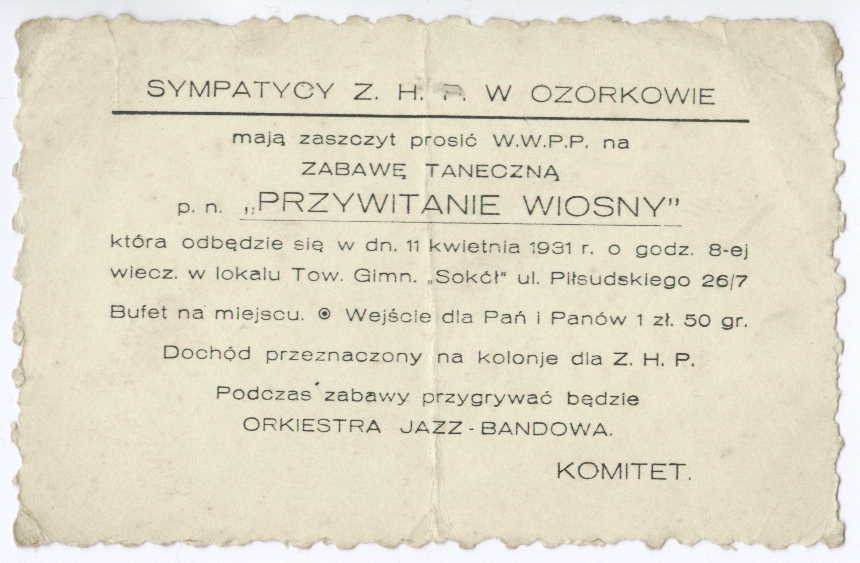 SYMPATYCY Z. H. P. W OZORKOWIE
mają zaszczyt prosić W.W.P.P. na
ZABAWĘ TANECZNĄ
p. n. „PRZYWITANIE WIOSNY”
która odbędzie się w dn. 11 kwietnia 1931 r. o godz. 8-ej
wiecz. w lokalu Tow. Gimn. „Sokół" ul. Piłsudskiego 26/7
Bufet na miejscu. ◉ Wejście dla Pań i Panów 1 zł. 50 gr.
Dochód przeznaczony na kolonje dla Z. H. P.
Podczas zabawy przygrywać będzie
ORKIESTRA JAZZ-BANDOWA.
KOMITET.